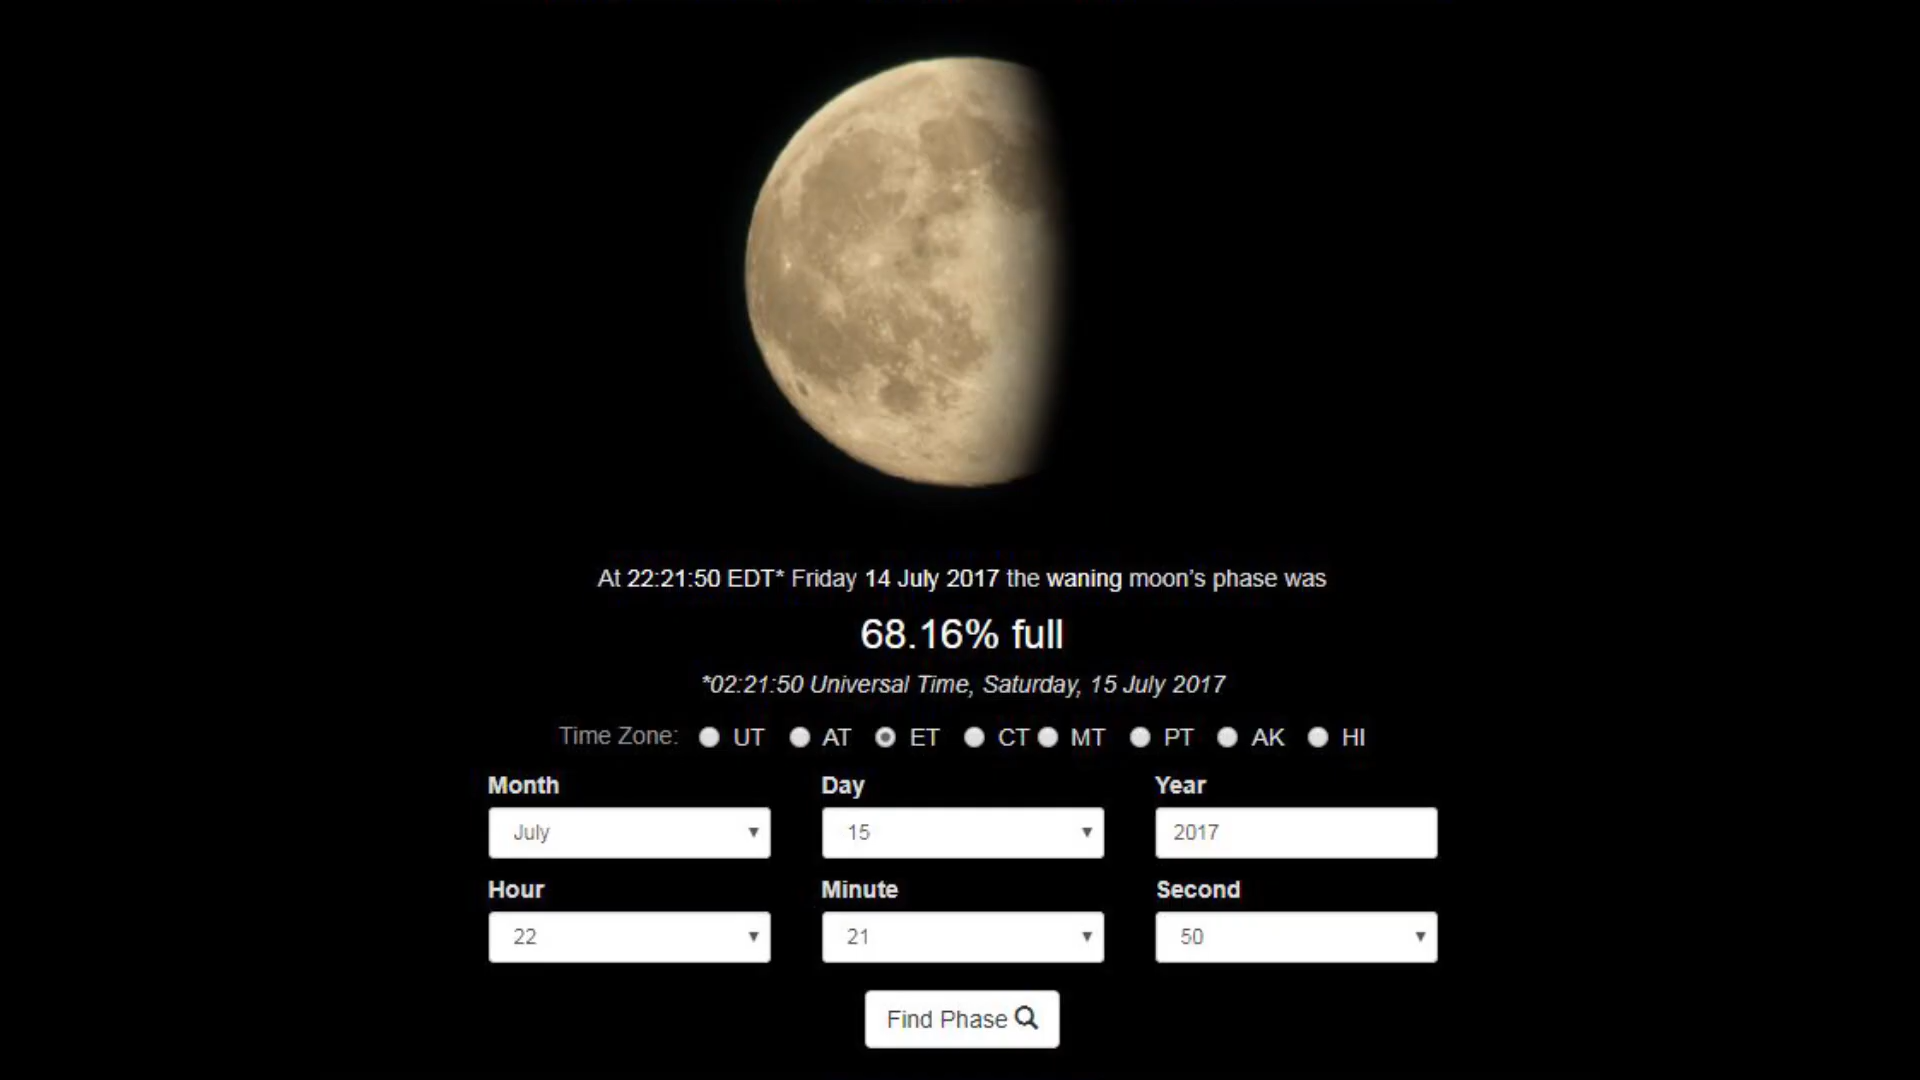 At 22:21:50 EDT* Friday 14 July 2017 the waning moon’s phase was
68.16% full
*02:21:50 Universal Time, Saturday, 15 July 2017
Time Zone: UT AT ET CT MT PT AK HI
Month Day Year
July 15 2017
Hour Minute Second
22 21 50
Find Phase